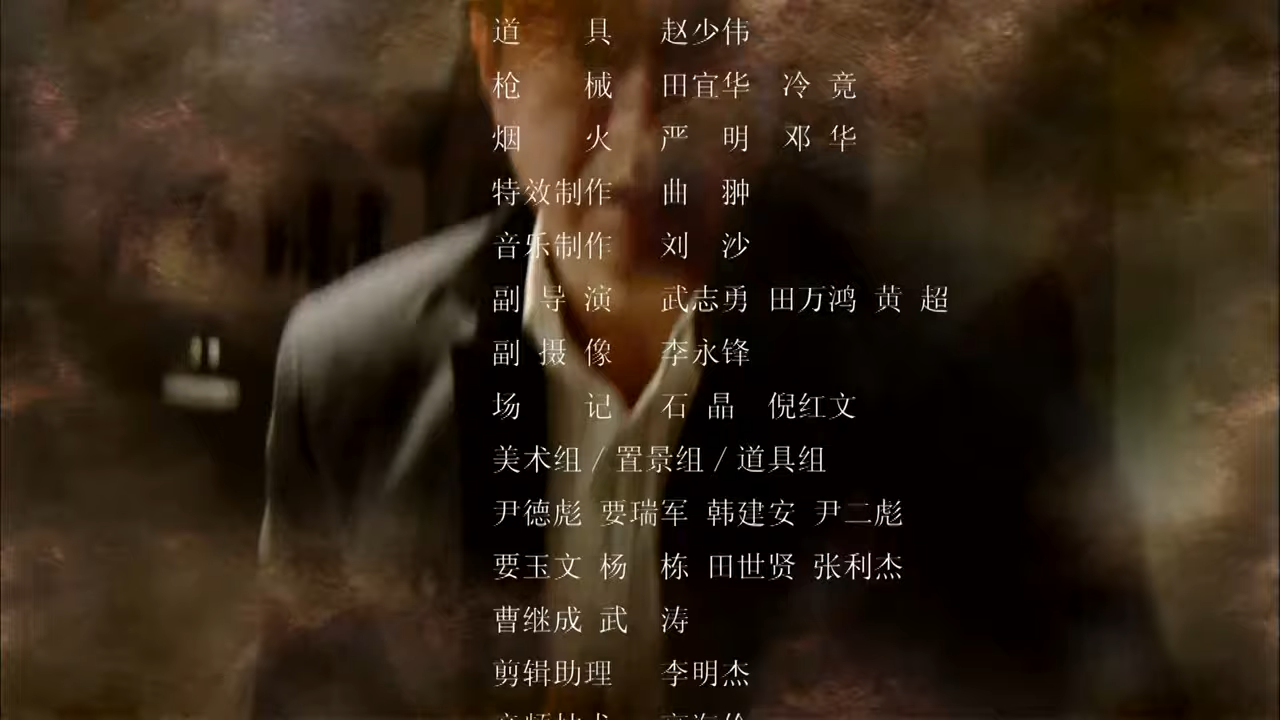 道具 赵少伟
枪械 田宜华 冷竟
烟火 严明 邓华
特效制作 曲翀
音乐制作 刘沙
副导演 武志勇 田万鸿 黄超
副摄像 李永锋
场记 石晶 倪红文
美术组/置景组/道具组
尹德彪 要瑞军 韩建安 尹二彪
要玉文 杨栋 田世贤 张利杰
曹继成 武涛
剪辑助理 李明杰